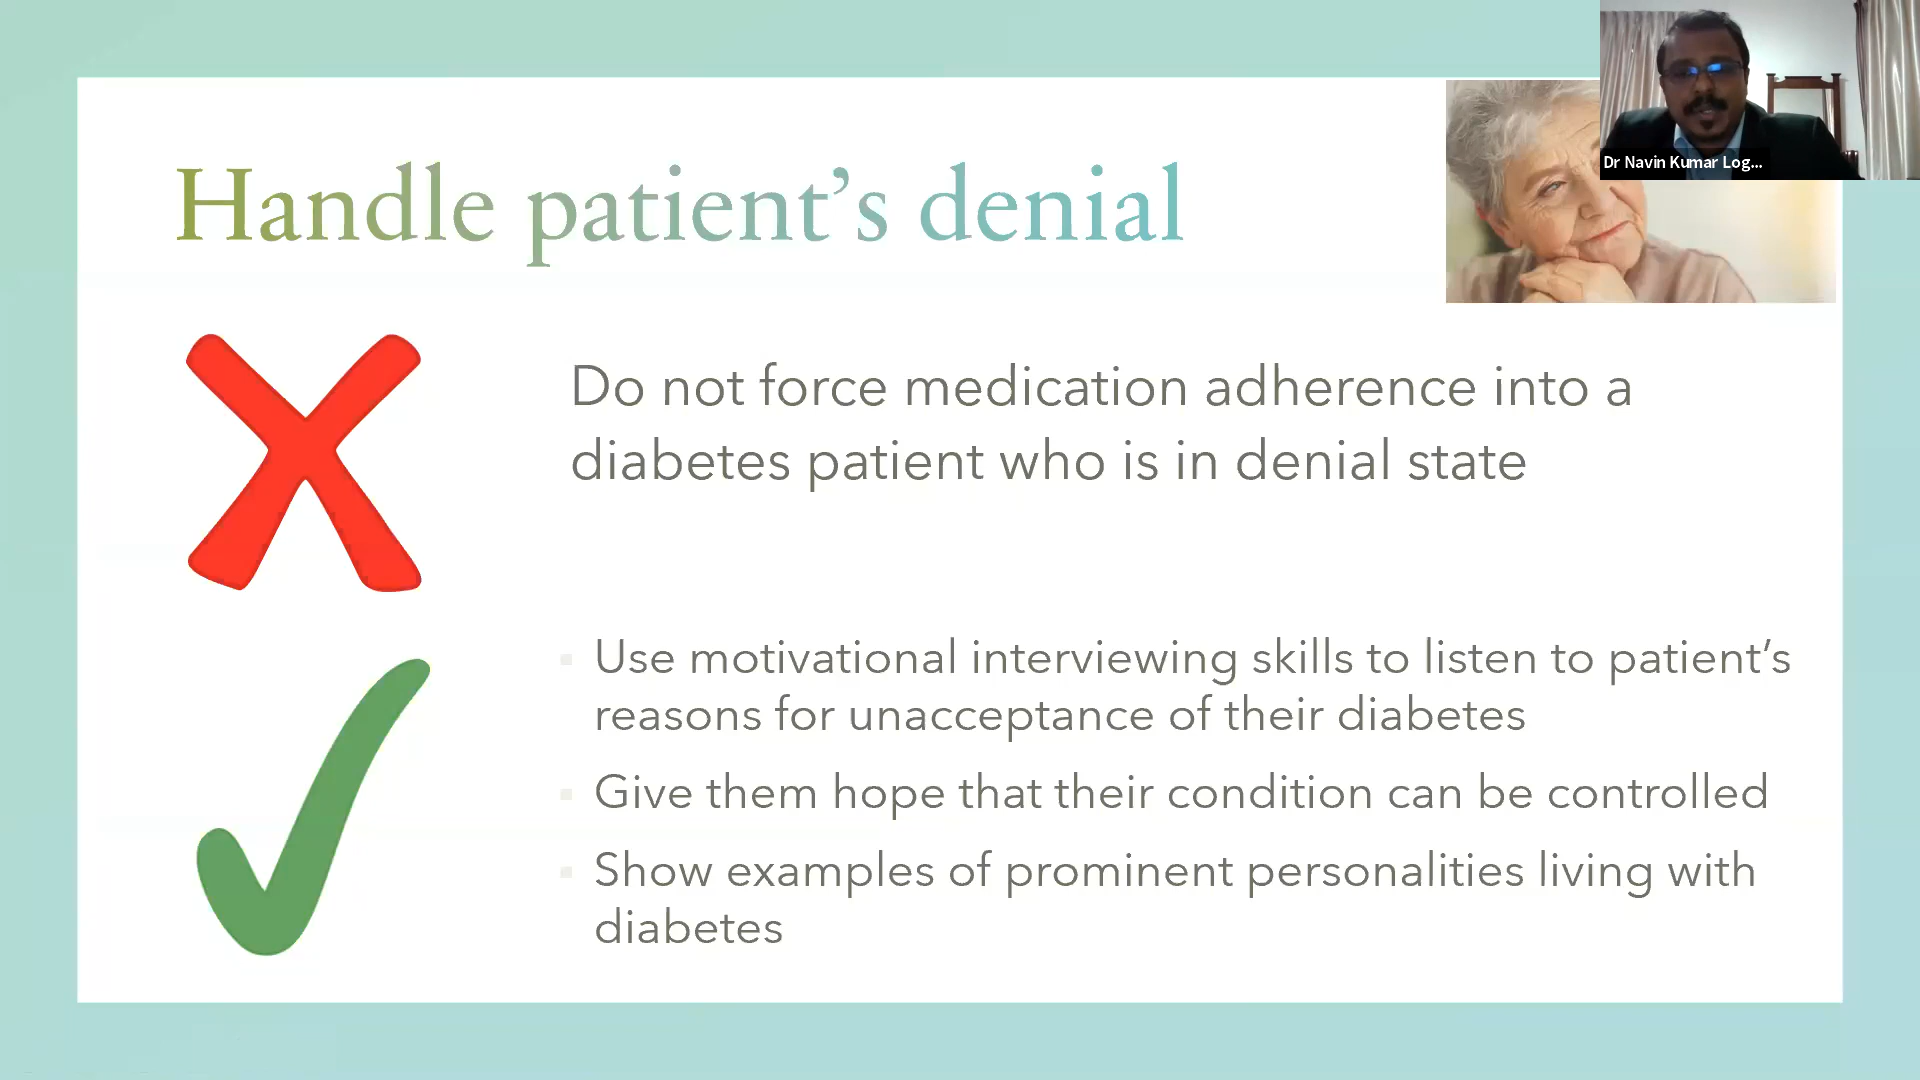 Handle patient's denial
Dr Navin Kumar Log...
Do not force medication adherence into a
diabetes patient who is in denial state
Use motivational interviewing skills to listen to patient's
reasons for unacceptance of their diabetes
Give them hope that their condition can be controlled
Show examples of prominent personalities living with
diabetes